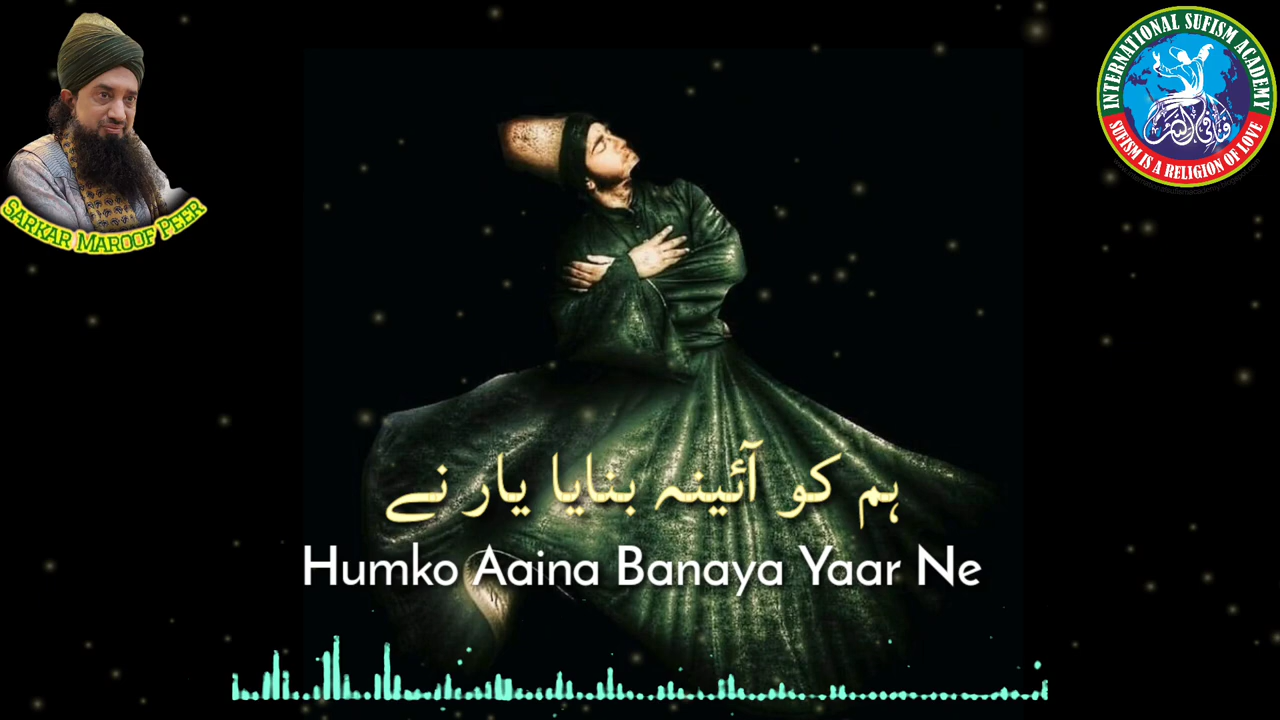 SARKAR MAROOF PEER
INTERNATIONAL SUFISM ACADEMY
SUFISM IS A RELIGION OF LOVE
ہم کو آئینہ بنایا یار نے
Humko Aaina Banaya Yaar Ne